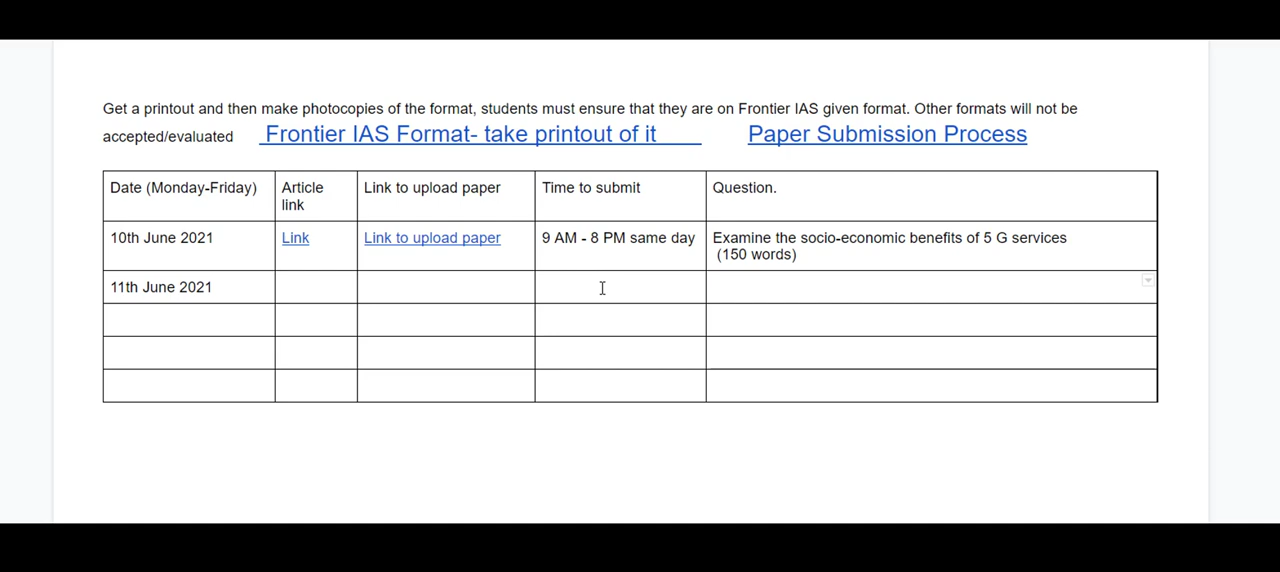 Get a printout and then make photocopies of the format, students must ensure that they are on Frontier IAS given format. Other formats will not be
accepted/evaluated Frontier IAS Format- take printout of it Paper Submission Process
Date (Monday-Friday) Article link Link to upload paper Time to submit Question.
10th June 2021 Link Link to upload paper 9 AM - 8 PM same day Examine the socio-economic benefits of 5 G services
(150 words)
11th June 2021